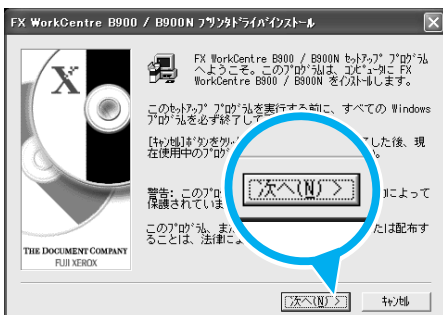 FX WorkCentre B900 / B900N ﾌﾟﾘﾝﾀﾄﾞﾗｲﾊﾞｲﾝｽﾄｰﾙ
FX WorkCentre B900 / B900N ｾｯﾄｱｯﾌﾟ ﾌﾟﾛｸﾞﾗﾑ
へようこそ。このﾌﾟﾛｸﾞﾗﾑは、ｺﾝﾋﾟｭｰﾀに FX
WorkCentre B900 / B900N をｲﾝｽﾄｰﾙします。
このｾｯﾄｱｯﾌﾟ ﾌﾟﾛｸﾞﾗﾑを実行する前に、すべての Windows
ﾌﾟﾛｸﾞﾗﾑを必ず終了して
[ｷｬﾝｾﾙ]ﾎﾞﾀﾝをｸﾘｯ した後、現
在使用中のﾌﾟﾛｸﾞ
警告: このﾌﾟﾛ によって
保護されていま
このﾌﾟﾛｸﾞﾗﾑ、また たは配布す
ることは、法律によ
次へ(N) >
X
THE DOCUMENT COMPANY
FUJI XEROX
次へ(N) >
ｷｬﾝｾﾙ